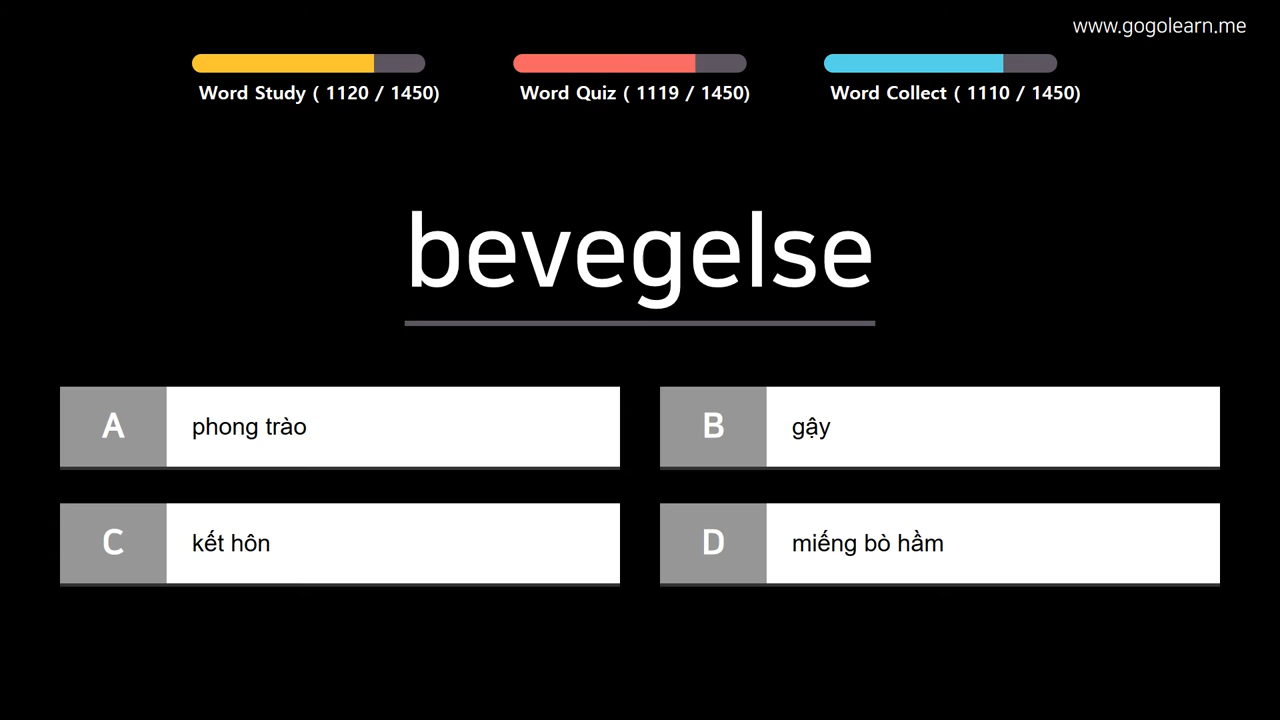 www.gogolearn.me
Word Study ( 1120 / 1450)
Word Quiz ( 1119 / 1450)
Word Collect ( 1110 / 1450)
bevegelse
A phong trào
B gậy
C kết hôn
D miếng bò hầm